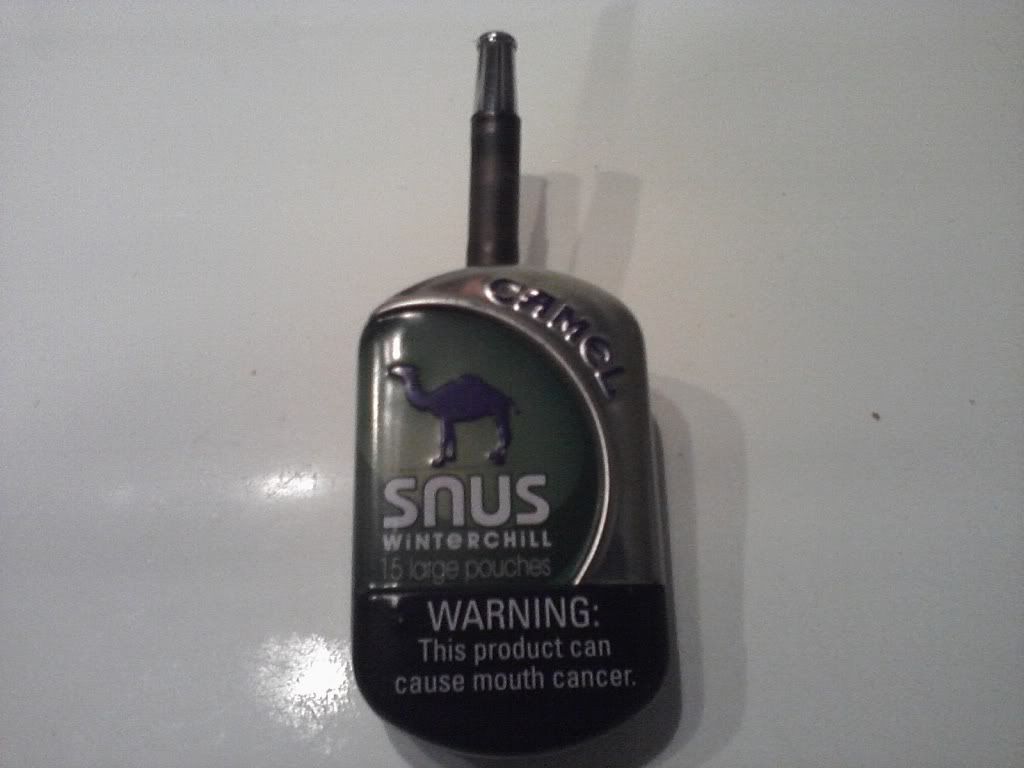 CAMEL
SNUS
WINTERCHILL
15 large pouches
WARNING:
This product can
cause mouth cancer.